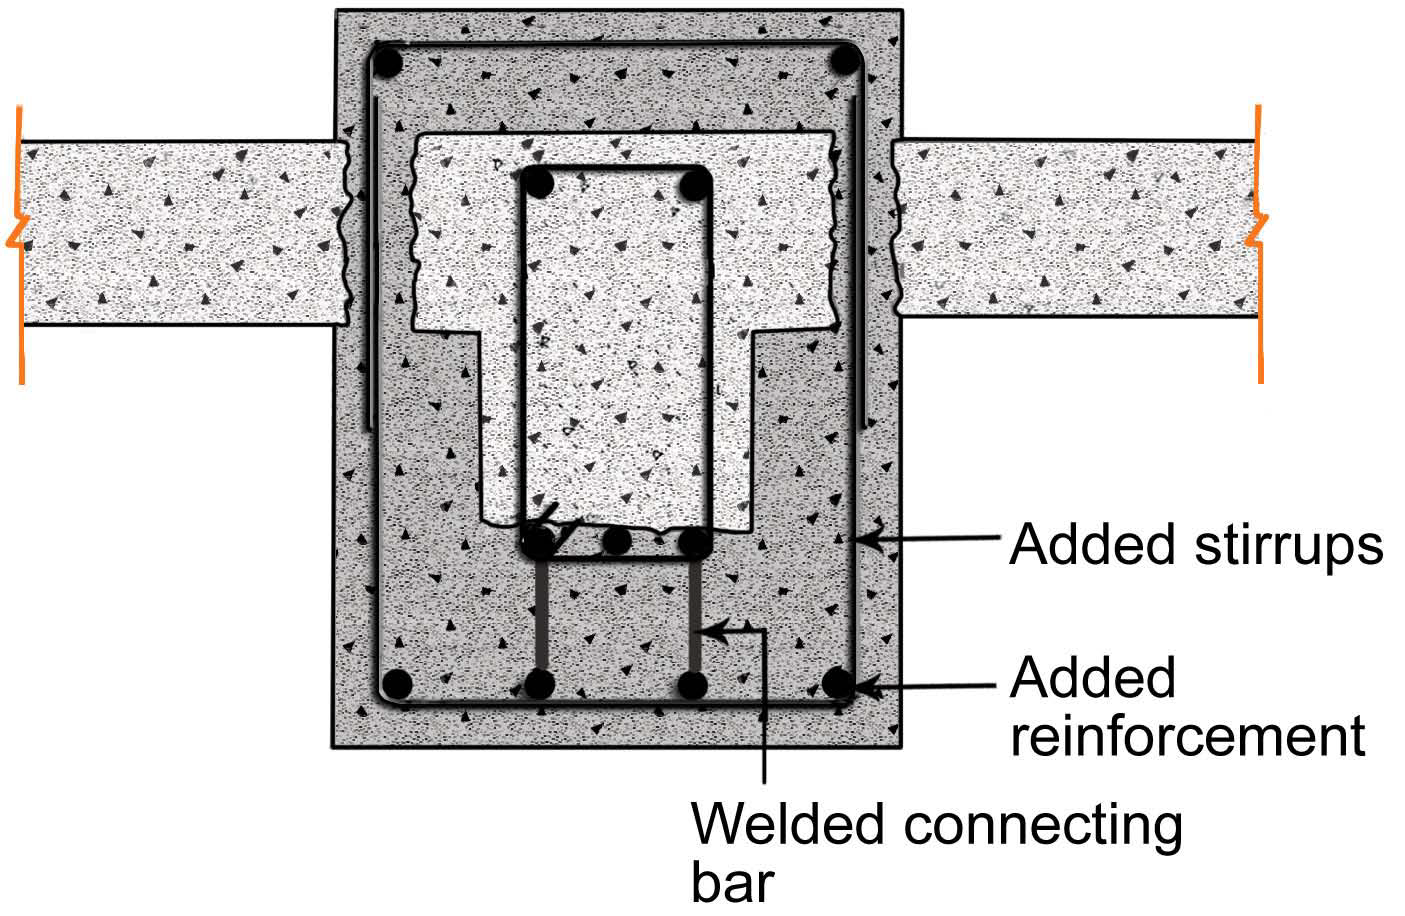 Added stirrups
Added
reinforcement
Welded connecting
bar